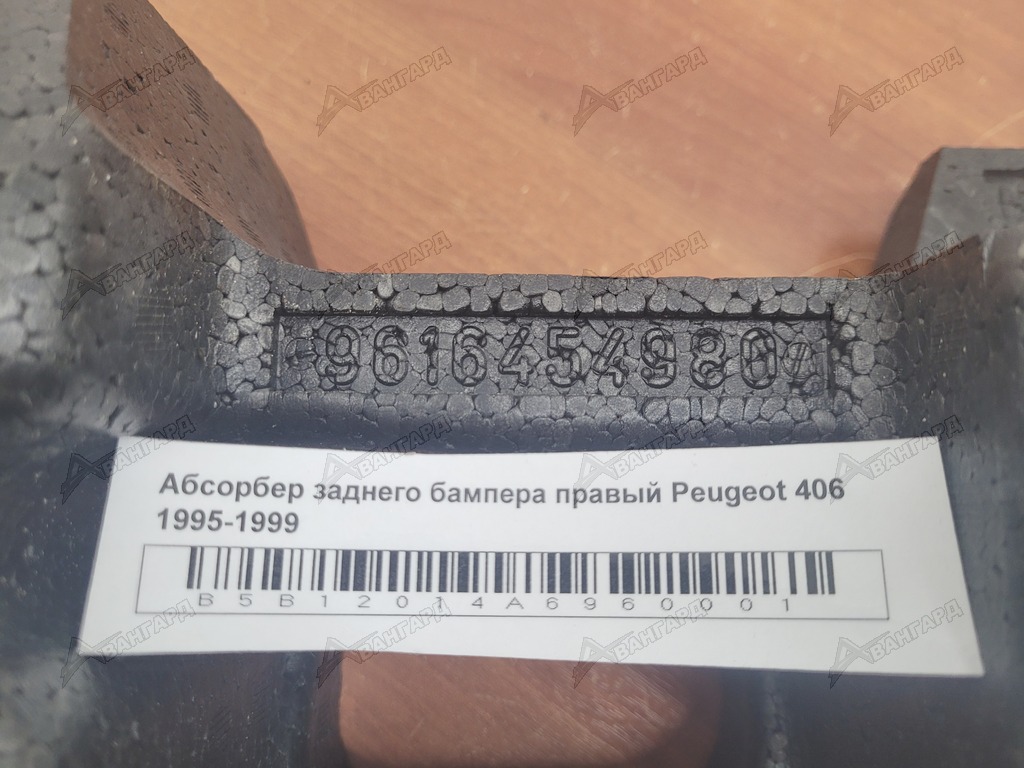 9616454980
Абсорбер заднего бампера правый Peugeot 406
1995-1999
B5B12014A6960001
АВАНГАРД